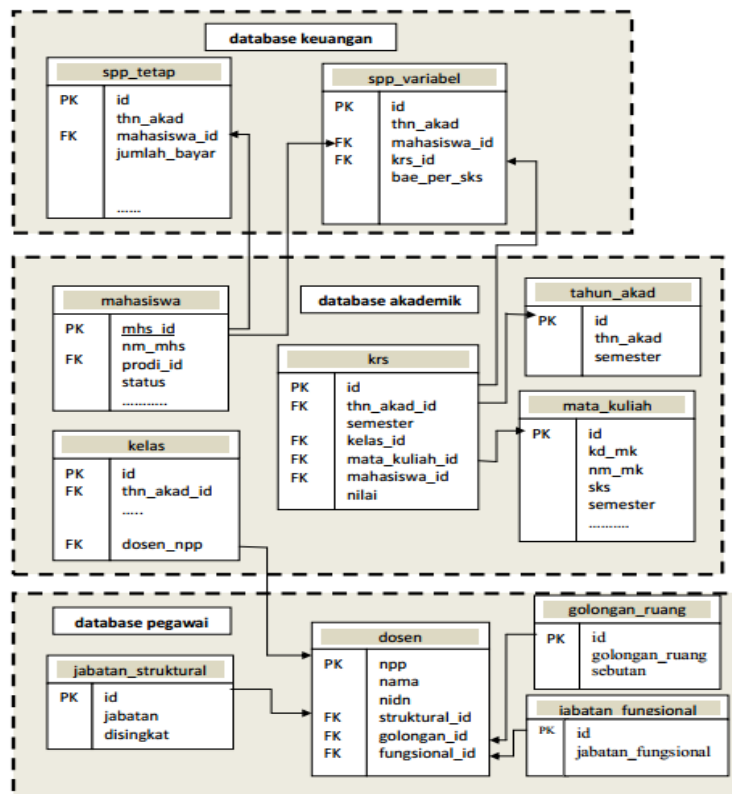 database keuangan
spp_tetap
PK id
thn_akad
FK mahasiswa_id
jumlah_bayar
......
spp_variabel
PK id
thn_akad
FK mahasiswa_id
FK krs_id
bae_per_sks
database akademik
mahasiswa
PK mhs_id
nm_mhs
FK prodi_id
status
...........
tahun_akad
PK id
thn_akad
semester
krs
PK id
FK thn_akad_id
semester
FK kelas_id
FK mata_kuliah_id
FK mahasiswa_id
nilai
mata_kuliah
PK id
kd_mk
nm_mk
sks
semester
..........
kelas
PK id
FK thn_akad_id
.....
FK dosen_npp
database pegawai
jabatan_struktural
PK id
jabatan
disingkat
dosen
PK npp
nama
nidn
FK struktural_id
FK golongan_id
FK fungsional_id
golongan_ruang
PK id
golongan_ruang
sebutan
jabatan_fungsional
PK id
jabatan_fungsional